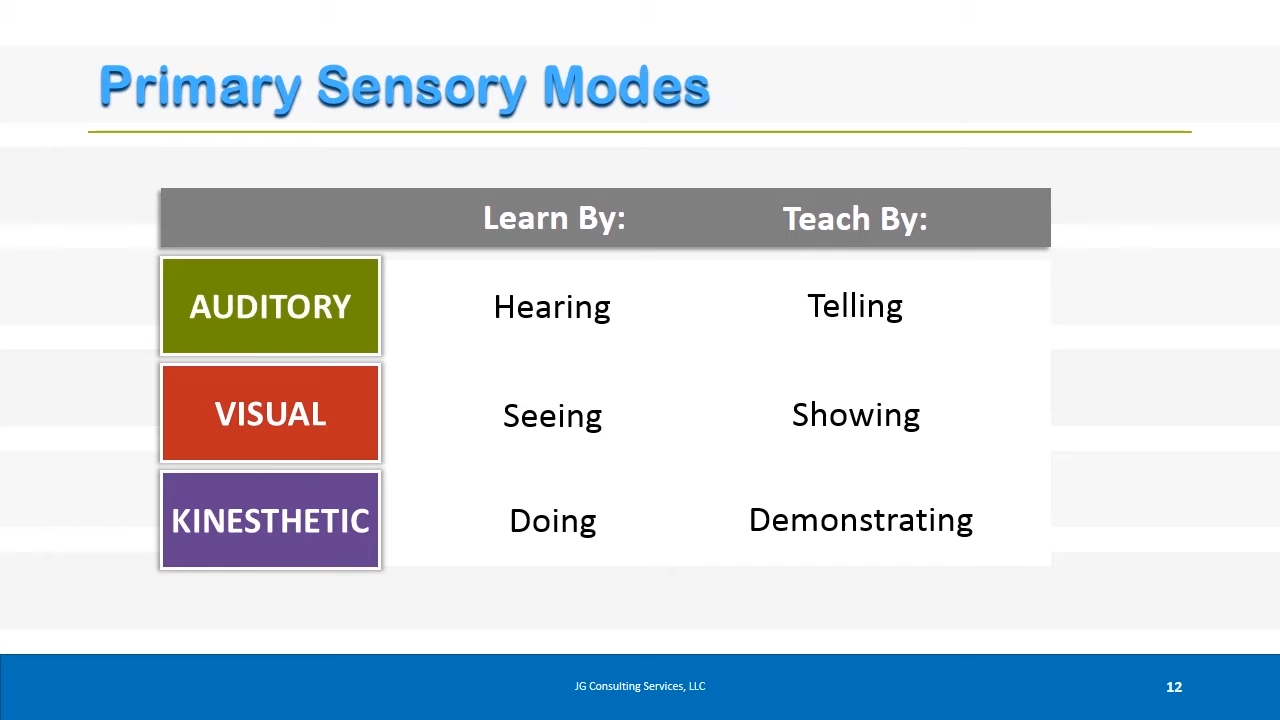 Primary Sensory Modes
Learn By: Teach By:
AUDITORY Hearing Telling
VISUAL Seeing Showing
KINESTHETIC Doing Demonstrating
JG Consulting Services, LLC 12